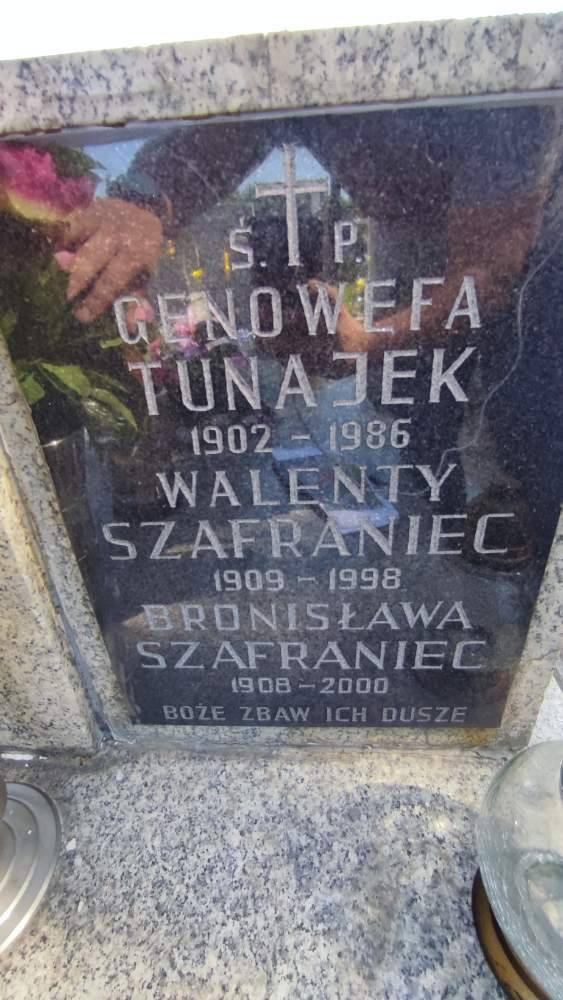 Ś. P.
GENOWEFA
TUNAJEK
1902 - 1986
WALENTY
SZAFRANIEC
1909 - 1998
BRONISŁAWA
SZAFRANIEC
1908 - 2000
BOŻE ZBAW ICH DUSZE